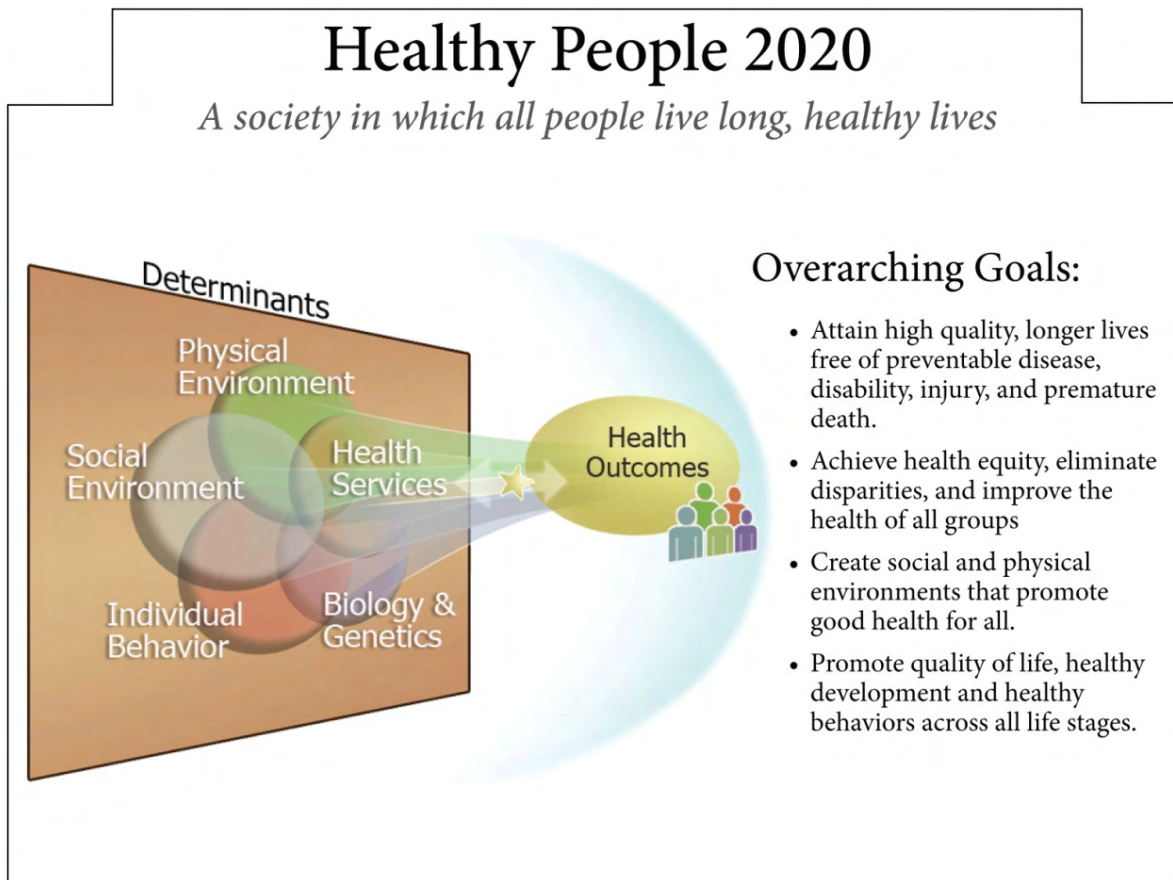 Healthy People 2020
A society in which all people live long, healthy lives
Determinants
Physical
Environment
Social
Environment
Health
Services
Individual
Behavior
Biology &
Genetics
Health
Outcomes
Overarching Goals:
• Attain high quality, longer lives
free of preventable disease,
disability, injury, and premature
death.
• Achieve health equity, eliminate
disparities, and improve the
health of all groups
• Create social and physical
environments that promote
good health for all.
• Promote quality of life, healthy
development and healthy
behaviors across all life stages.